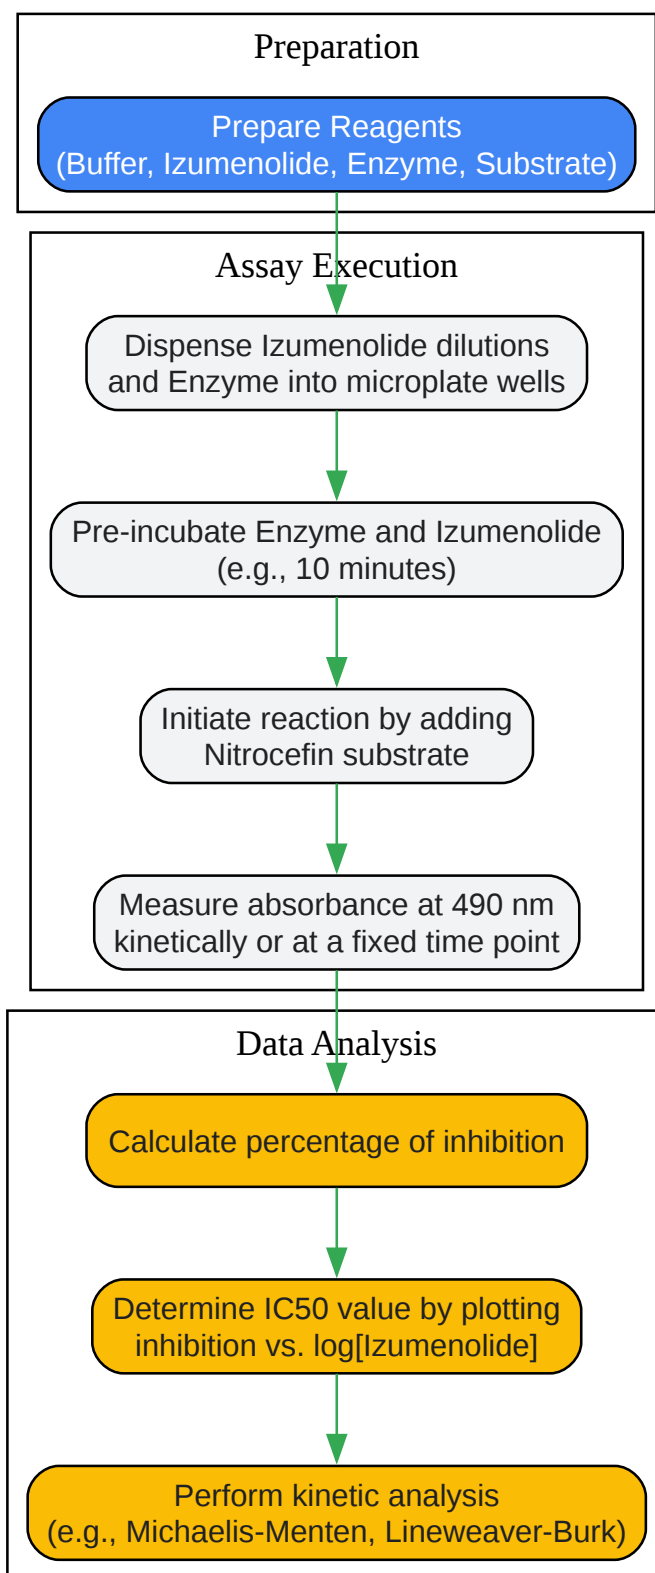 Preparation
Prepare Reagents
(Buffer, Izumenolide, Enzyme, Substrate)
Assay Execution
Dispense Izumenolide dilutions
and Enzyme into microplate wells
Pre-incubate Enzyme and Izumenolide
(e.g., 10 minutes)
Initiate reaction by adding
Nitrocefin substrate
Measure absorbance at 490 nm
kinetically or at a fixed time point
Data Analysis
Calculate percentage of inhibition
Determine IC50 value by plotting
inhibition vs. log[Izumenolide]
Perform kinetic analysis
(e.g., Michaelis-Menten, Lineweaver-Burk)